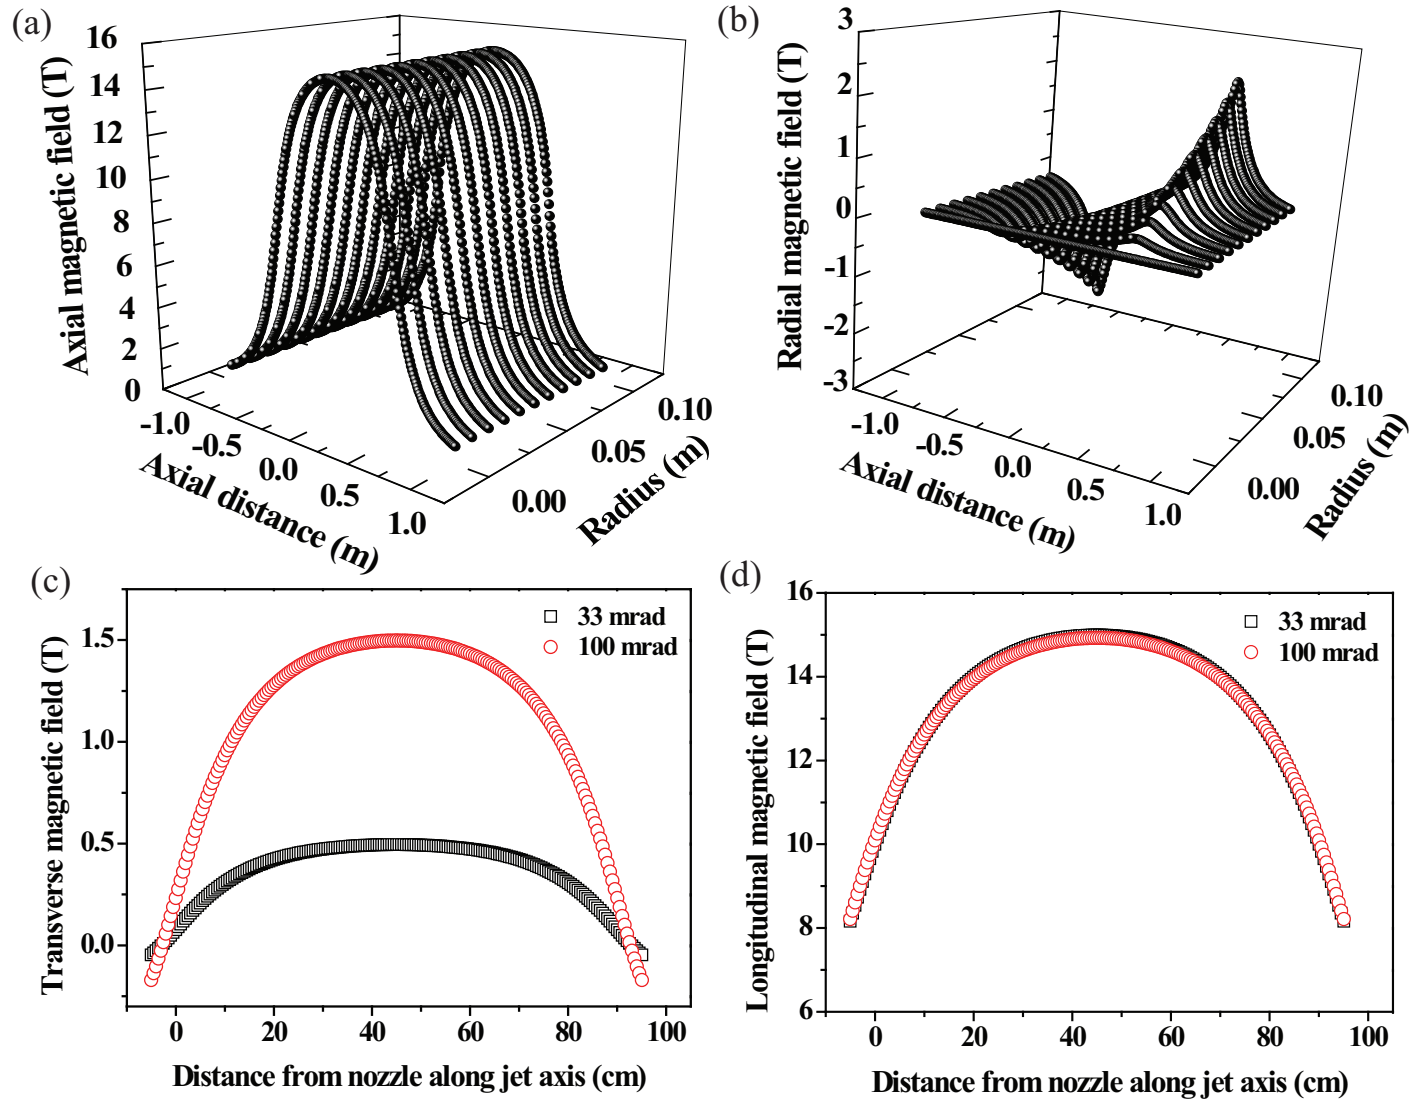 (a)
Axial magnetic field (T)
16
14
12
10
8
6
4
2
0
-1.0
-0.5
0.0
0.5
1.0
Axial distance (m)
0.00
0.05
0.10
Radius (m)
(b)
Radial magnetic field (T)
3
2
1
0
-1
-2
-3
-1.0
-0.5
0.0
0.5
1.0
Axial distance (m)
0.00
0.05
0.10
Radius (m)
(c)
Transverse magnetic field (T)
1.5
1.0
0.5
0.0
33 mrad
100 mrad
0 20 40 60 80 100
Distance from nozzle along jet axis (cm)
(d)
Longitudinal magnetic field (T)
16
14
12
10
8
6
33 mrad
100 mrad
0 20 40 60 80 100
Distance from nozzle along jet axis (cm)